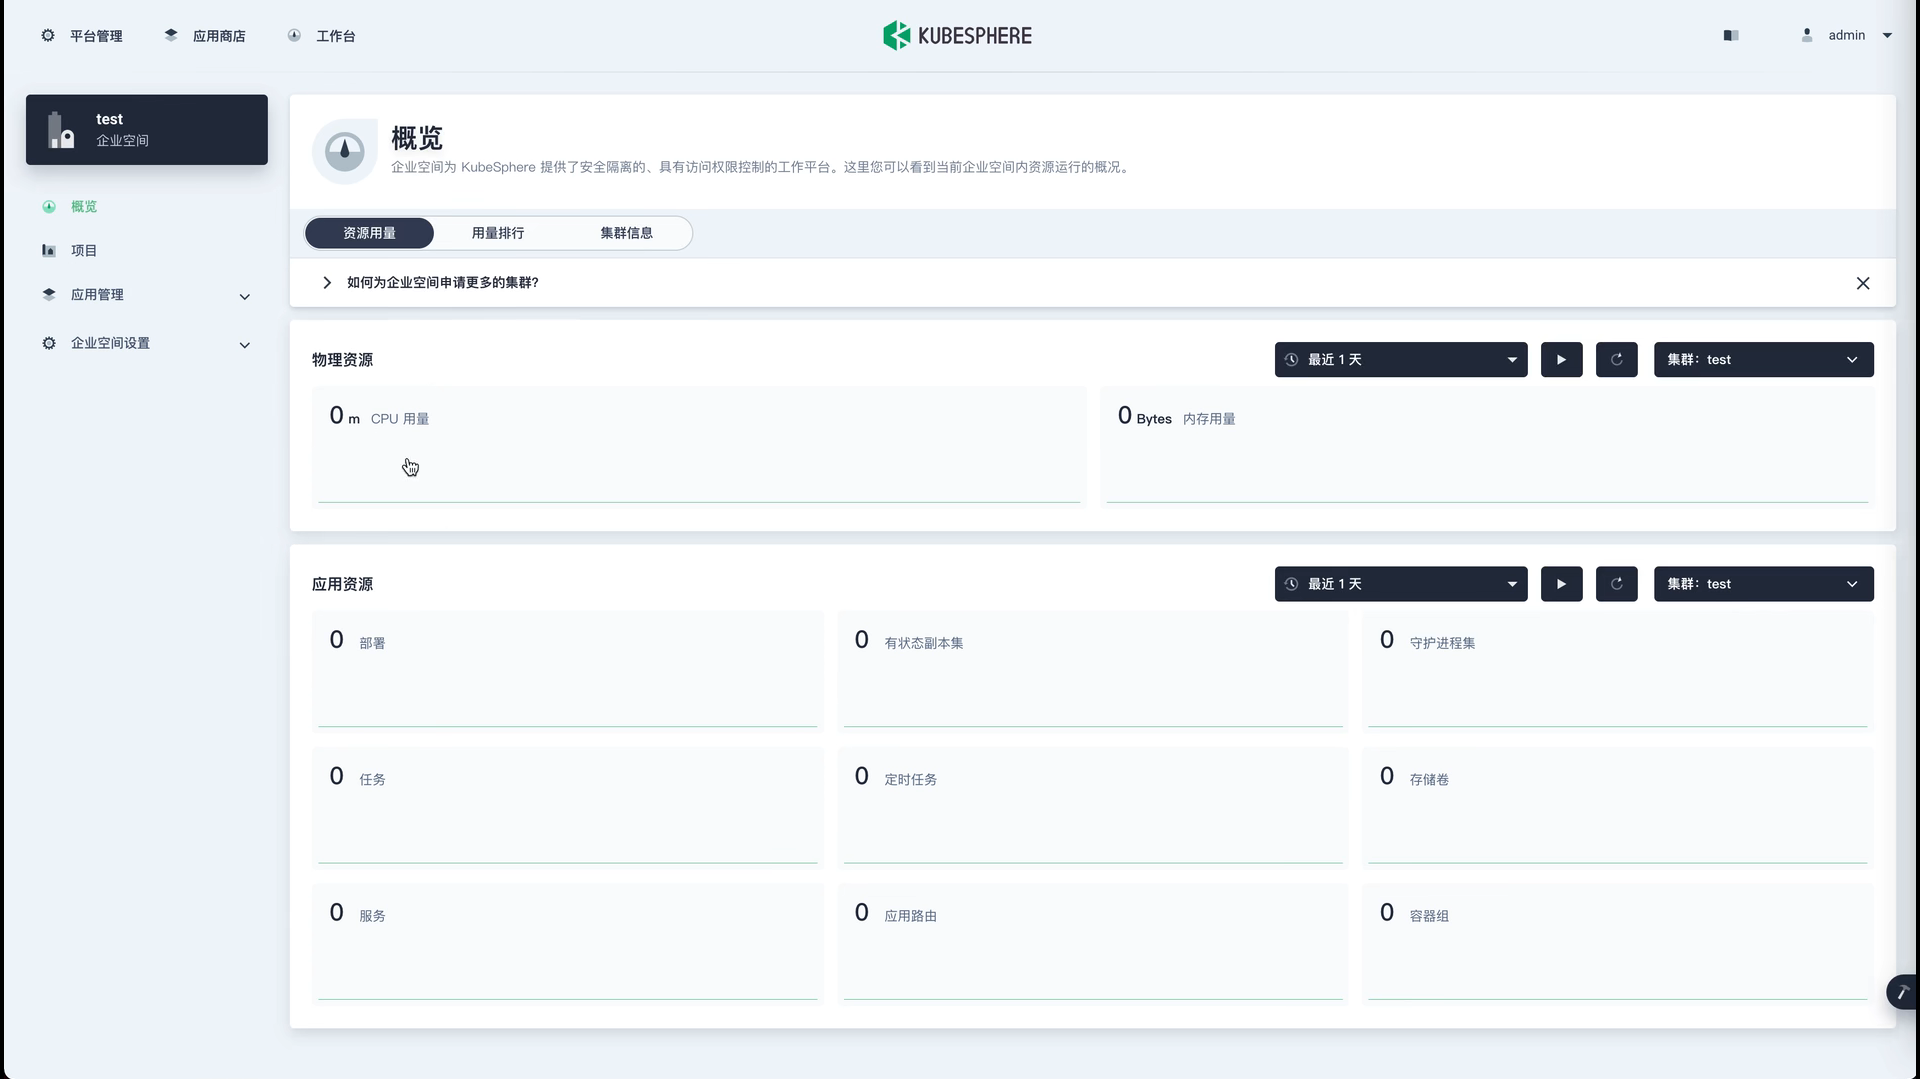 平台管理
应用商店
工作台
KUBESPHERE
admin
test
企业空间
概览
项目
应用管理
企业空间设置
概览
企业空间为 KubeSphere 提供了安全隔离的、具有访问权限控制的工作平台。这里您可以看到当前企业空间内资源运行的概况。
资源用量
用量排行
集群信息
如何为企业空间申请更多的集群?
物理资源
最近 1 天
集群: test
0 m CPU 用量
0 Bytes 内存用量
应用资源
最近 1 天
集群: test
0 部署
0 有状态副本集
0 守护进程集
0 任务
0 定时任务
0 存储卷
0 服务
0 应用路由
0 容器组